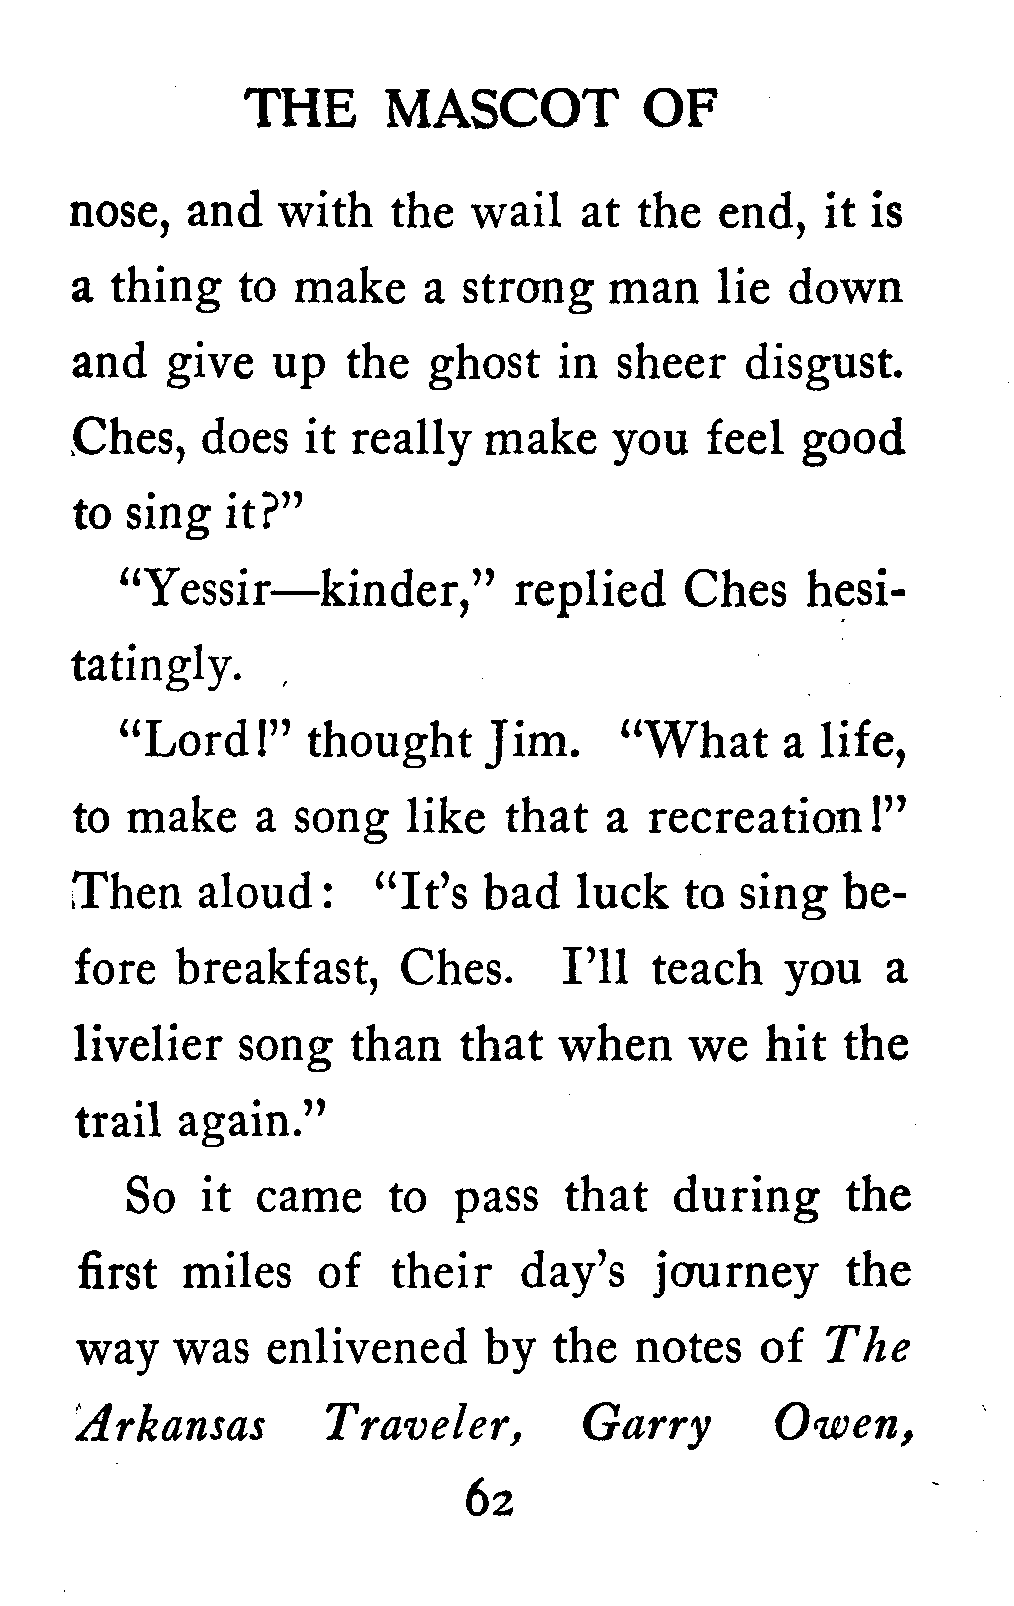 THE MASCOT OF
nose, and with the wail at the end, it is
a thing to make a strong man lie down
and give up the ghost in sheer disgust.
Ches, does it really make you feel good
to sing it?”
“Yessir—kinder,” replied Ches hesi-
tatingly.
“Lord!” thought Jim. “What a life,
to make a song like that a recreation!”
Then aloud: “It’s bad luck to sing be-
fore breakfast, Ches. I’ll teach you a
livelier song than that when we hit the
trail again.”
So it came to pass that during the
first miles of their day’s journey the
way was enlivened by the notes of The
Arkansas Traveler, Garry Owen,
62